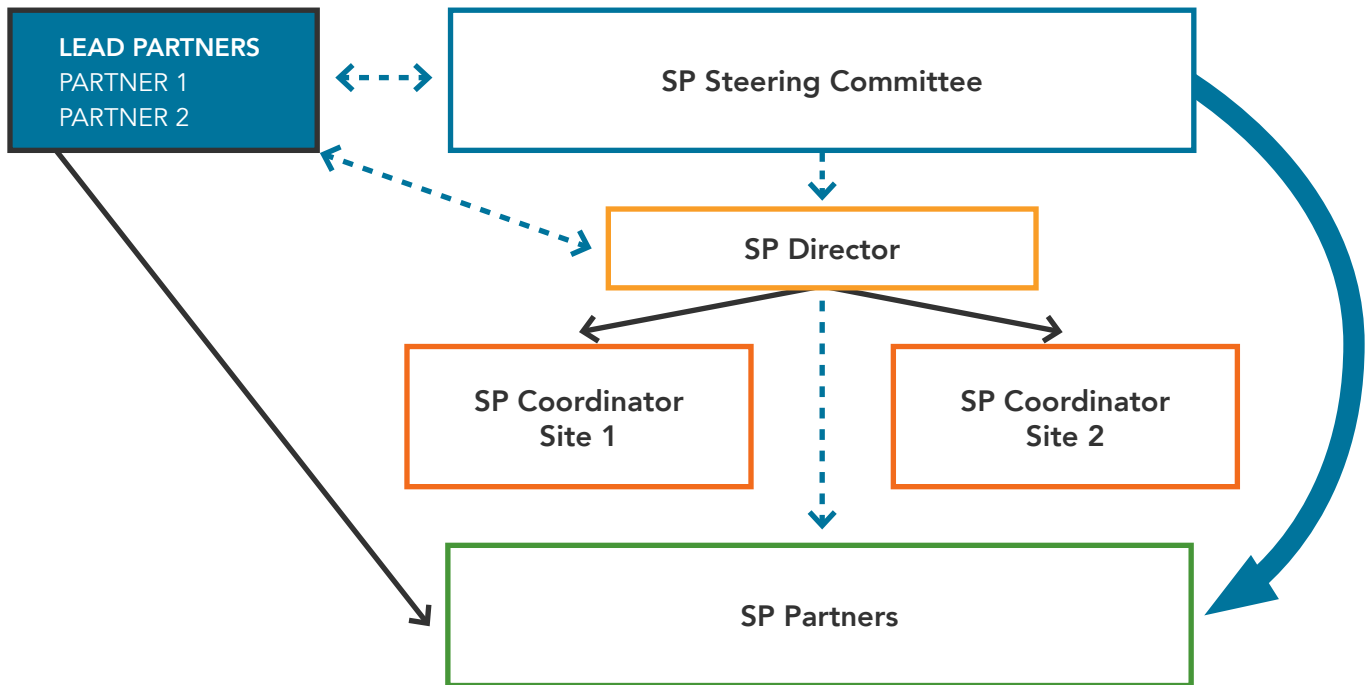 LEAD PARTNERS
PARTNER 1
PARTNER 2
SP Steering Committee
SP Director
SP Coordinator
Site 1
SP Coordinator
Site 2
SP Partners